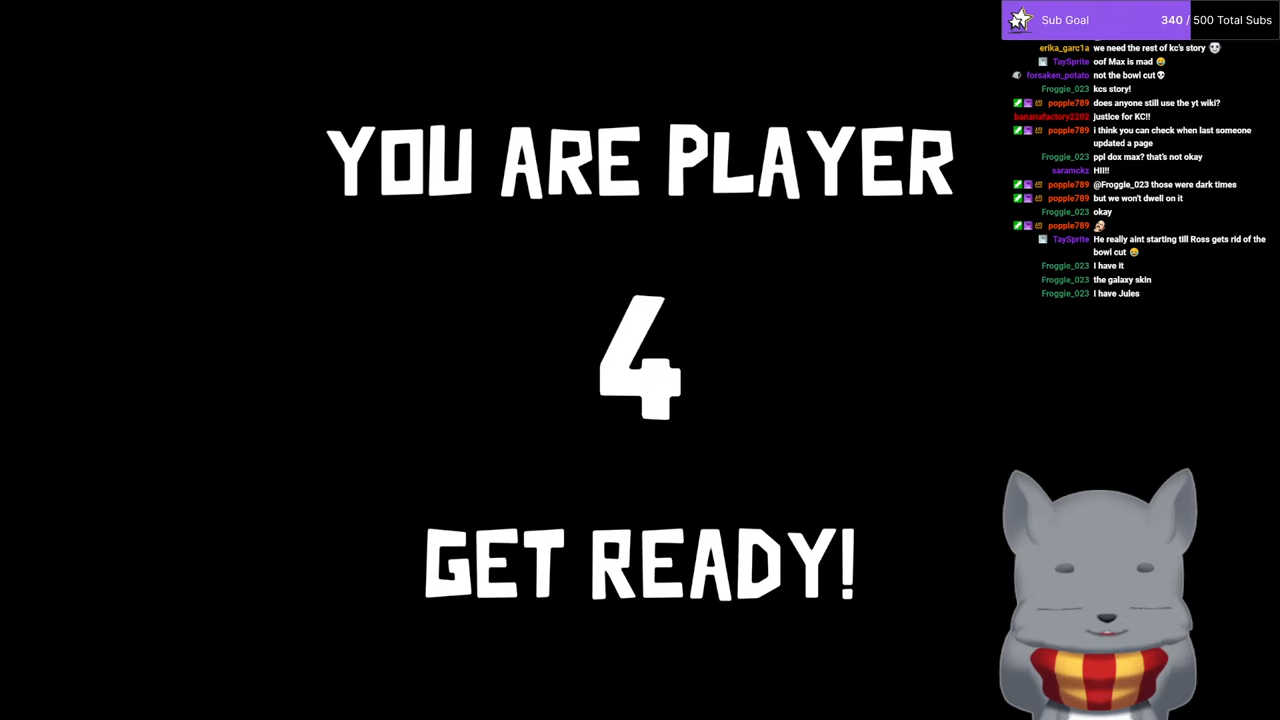 Sub Goal 340 / 500 Total Subs
erika_garc1a we need the rest of kc's story
TaySprite oof Max is mad
forsaken_potato not the bowl cut
Froggie_023 kcs story!
popple789 does anyone still use the yt wiki?
bananafactory2202 justice for KC!!
popple789 i think you can check when last someone
updated a page
Froggie_023 ppl dox max? that's not okay
saramckz HII!!
popple789 @Froggie_023 those were dark times
popple789 but we won't dwell on it
Froggie_023 okay
popple789
TaySprite He really aint starting till Ross gets rid of the
bowl cut
Froggie_023 I have it
Froggie_023 the galaxy skin
Froggie_023 I have Jules
YOU ARE PLAYER
4
GET READY!